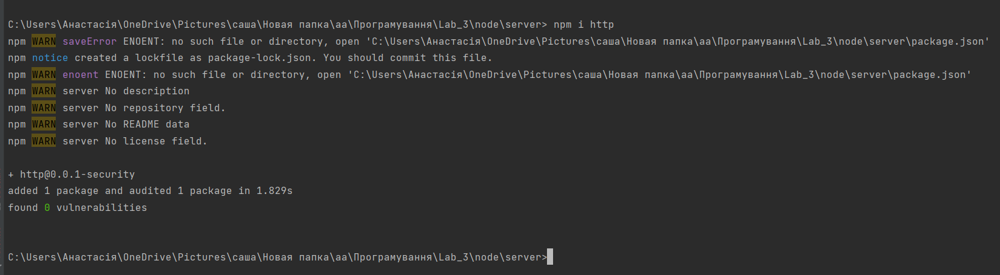 C:\Users\Анастасія\OneDrive\Pictures\саша\Новая папка\аа\Програмування\Lab_3\node\server> npm i http
npm WARN saveError ENOENT: no such file or directory, open 'C:\Users\Анастасія\OneDrive\Pictures\саша\Новая папка\аа\Програмування\Lab_3\node\server\package.json'
npm notice created a lockfile as package-lock.json. You should commit this file.
npm WARN enoent ENOENT: no such file or directory, open 'C:\Users\Анастасія\OneDrive\Pictures\саша\Новая папка\аа\Програмування\Lab_3\node\server\package.json'
npm WARN server No description
npm WARN server No repository field.
npm WARN server No README data
npm WARN server No license field.
+ http@0.0.1-security
added 1 package and audited 1 package in 1.829s
found 0 vulnerabilities
C:\Users\Анастасія\OneDrive\Pictures\саша\Новая папка\аа\Програмування\Lab_3\node\server>